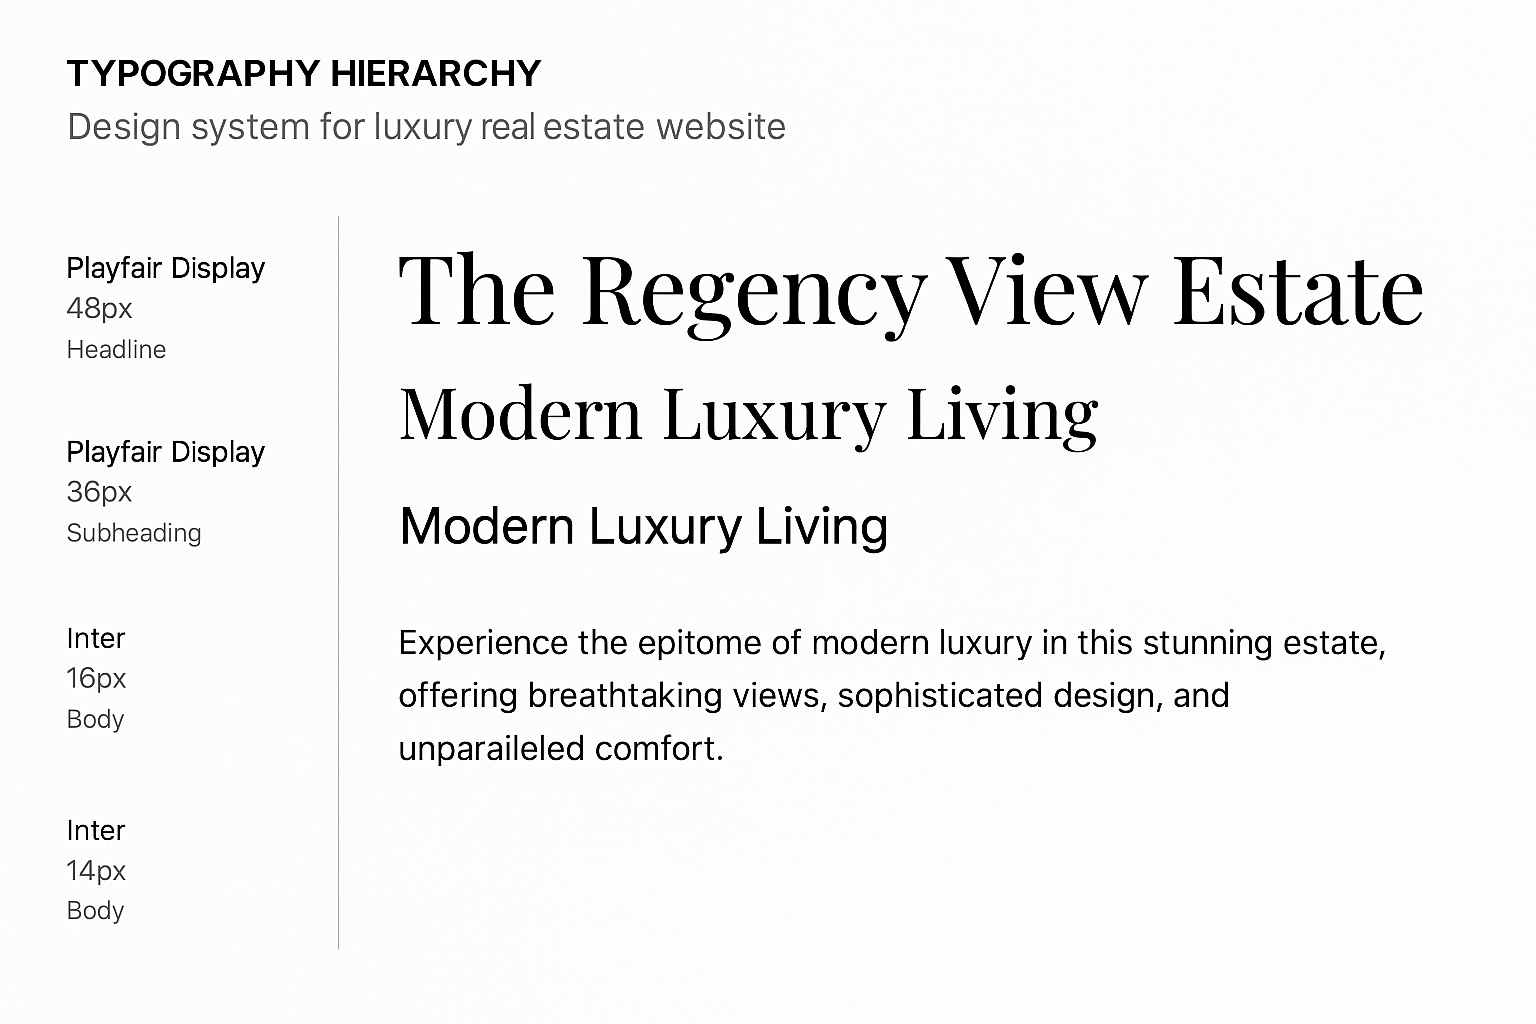 TYPOGRAPHY HIERARCHY
Design system for luxury real estate website
Playfair Display
48px
Headline
The Regency View Estate
Playfair Display
36px
Subheading
Modern Luxury Living
Modern Luxury Living
Inter
16px
Body
Experience the epitome of modern luxury in this stunning estate,
offering breathtaking views, sophisticated design, and
unparaileled comfort.
Inter
14px
Body